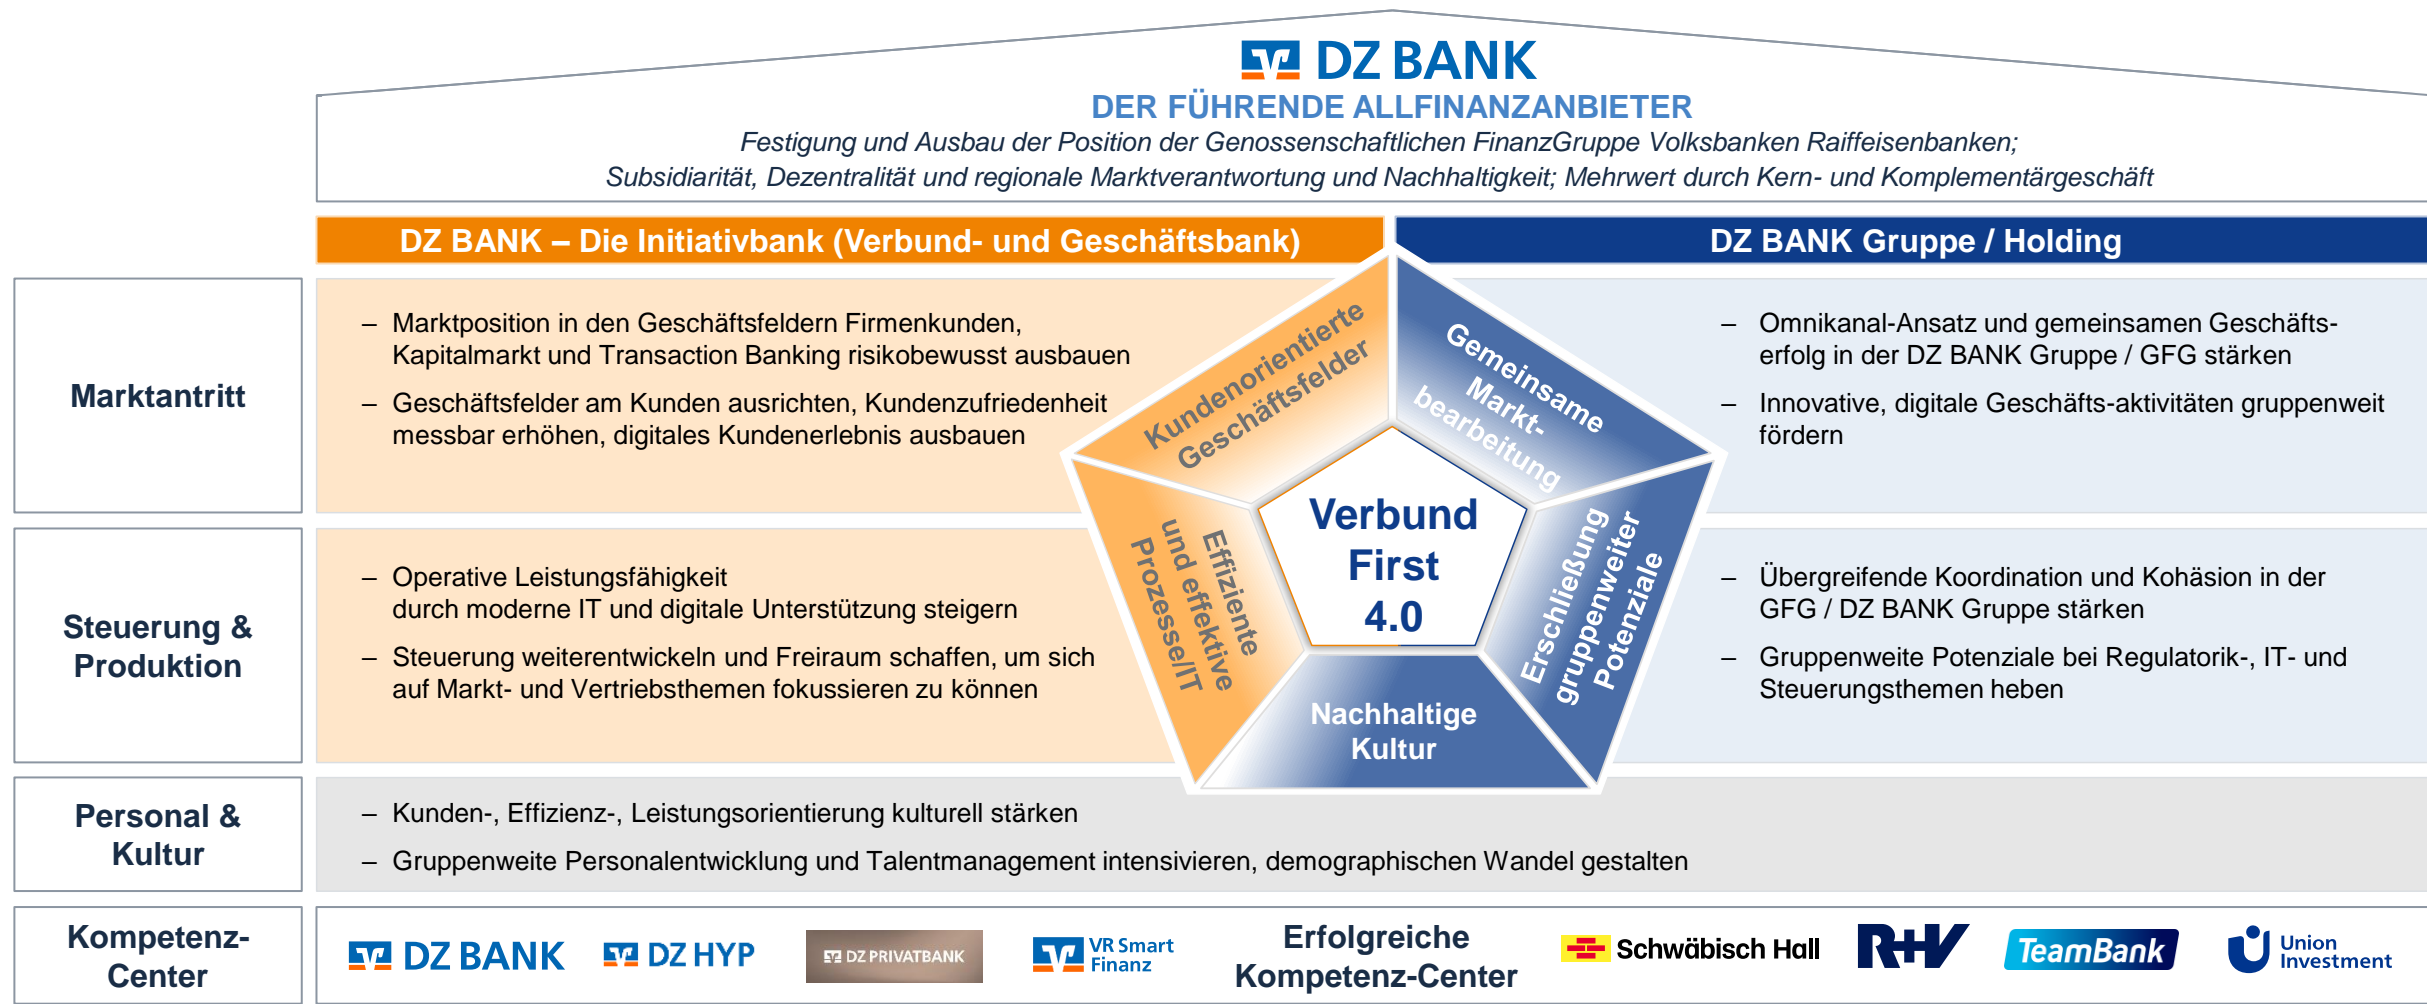 DZ BANK
DER FÜHRENDE ALLFINANZANBIETER
Festigung und Ausbau der Position der Genossenschaftlichen FinanzGruppe Volksbanken Raiffeisenbanken;
Subsidiarität, Dezentralität und regionale Marktverantwortung und Nachhaltigkeit; Mehrwert durch Kern- und Komplementärgeschäft
DZ BANK – Die Initiativbank (Verbund- und Geschäftsbank)
DZ BANK Gruppe / Holding
Marktantritt
– Marktposition in den Geschäftsfeldern Firmenkunden,
Kapitalmarkt und Transaction Banking risikobewusst ausbauen
– Geschäftsfelder am Kunden ausrichten, Kundenzufriedenheit
messbar erhöhen, digitales Kundenerlebnis ausbauen
Kundenorientierte
Geschäftsfelder
Gemeinsame
Markt-
bearbeitung
– Omnikanal-Ansatz und gemeinsamen Geschäfts-
erfolg in der DZ BANK Gruppe / GFG stärken
– Innovative, digitale Geschäfts-aktivitäten gruppenweit
fördern
Verbund
First
4.0
Steuerung &
Produktion
– Operative Leistungsfähigkeit
durch moderne IT und digitale Unterstützung steigern
– Steuerung weiterentwickeln und Freiraum schaffen, um sich
auf Markt- und Vertriebsthemen fokussieren zu können
Effiziente
und effektive
Prozesse/IT
Erschließung
gruppenweiter
Potenziale
– Übergreifende Koordination und Kohäsion in der
GFG / DZ BANK Gruppe stärken
– Gruppenweite Potenziale bei Regulatorik-, IT- und
Steuerungsthemen heben
Nachhaltige
Kultur
Personal &
Kultur
– Kunden-, Effizienz-, Leistungsorientierung kulturell stärken
– Gruppenweite Personalentwicklung und Talentmanagement intensivieren, demographischen Wandel gestalten
Kompetenz-
Center
DZ BANK
DZ HYP
DZ PRIVATBANK
VR Smart
Finanz
Erfolgreiche
Kompetenz-Center
Schwäbisch Hall
R+V
TeamBank
Union
Investment